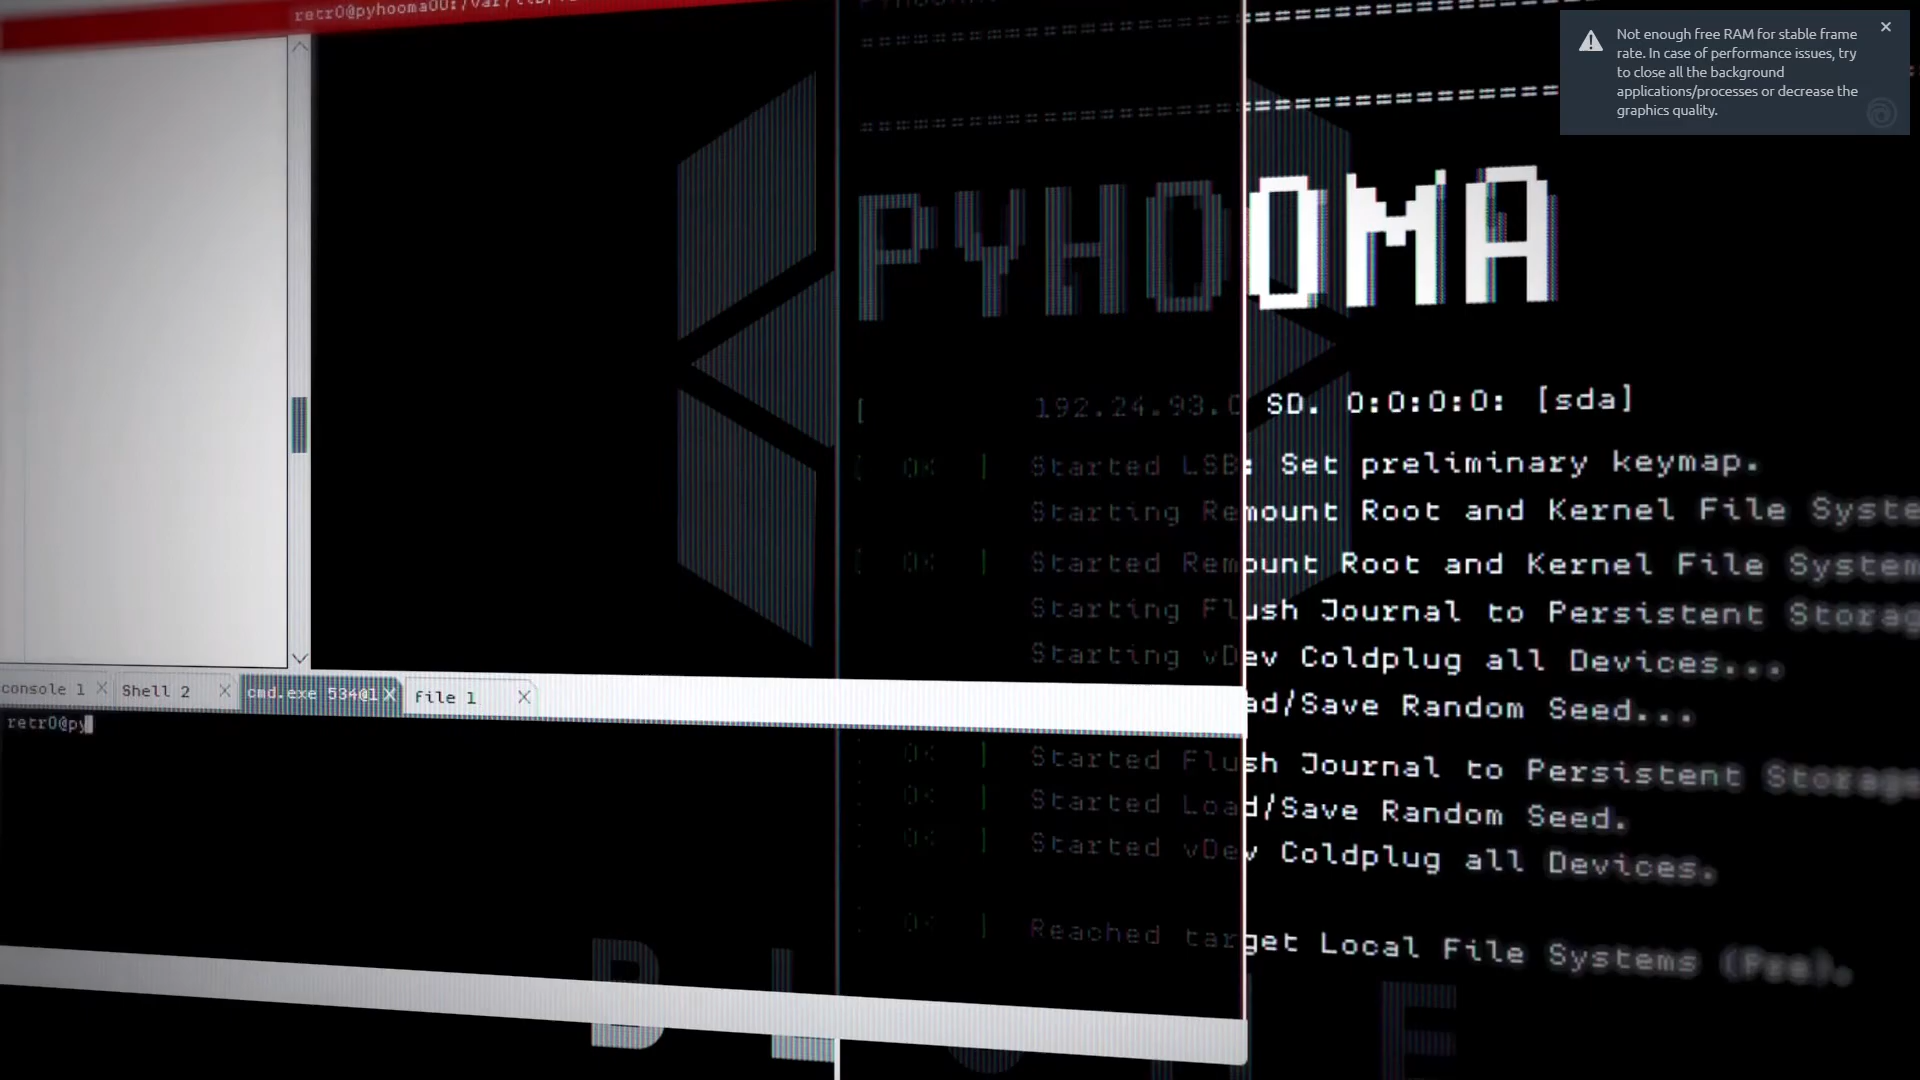 retr0@pyhooma00:/var/
Not enough free RAM for stable frame
rate. In case of performance issues, try
to close all the background
applications/processes or decrease the
graphics quality.
PYHOOMA
[ 192.24.93.0 SD. 0:0:0:0: [sda]
[ OK ] Started LSB: Set preliminary keymap.
Starting Remount Root and Kernel File Syste
[ OK ] Started Remount Root and Kernel File System
Starting Flush Journal to Persistent Storag
Starting vDev Coldplug all Devices...
ad/Save Random Seed...
console 1 Shell 2 cmd.exe 534@1 file 1
retr0@py
OK ] Started Flush Journal to Persistent Storage
OK ] Started Load/Save Random Seed.
OK ] Started vDev Coldplug all Devices.
OK ] Reached target Local File Systems (Pre).
B L E